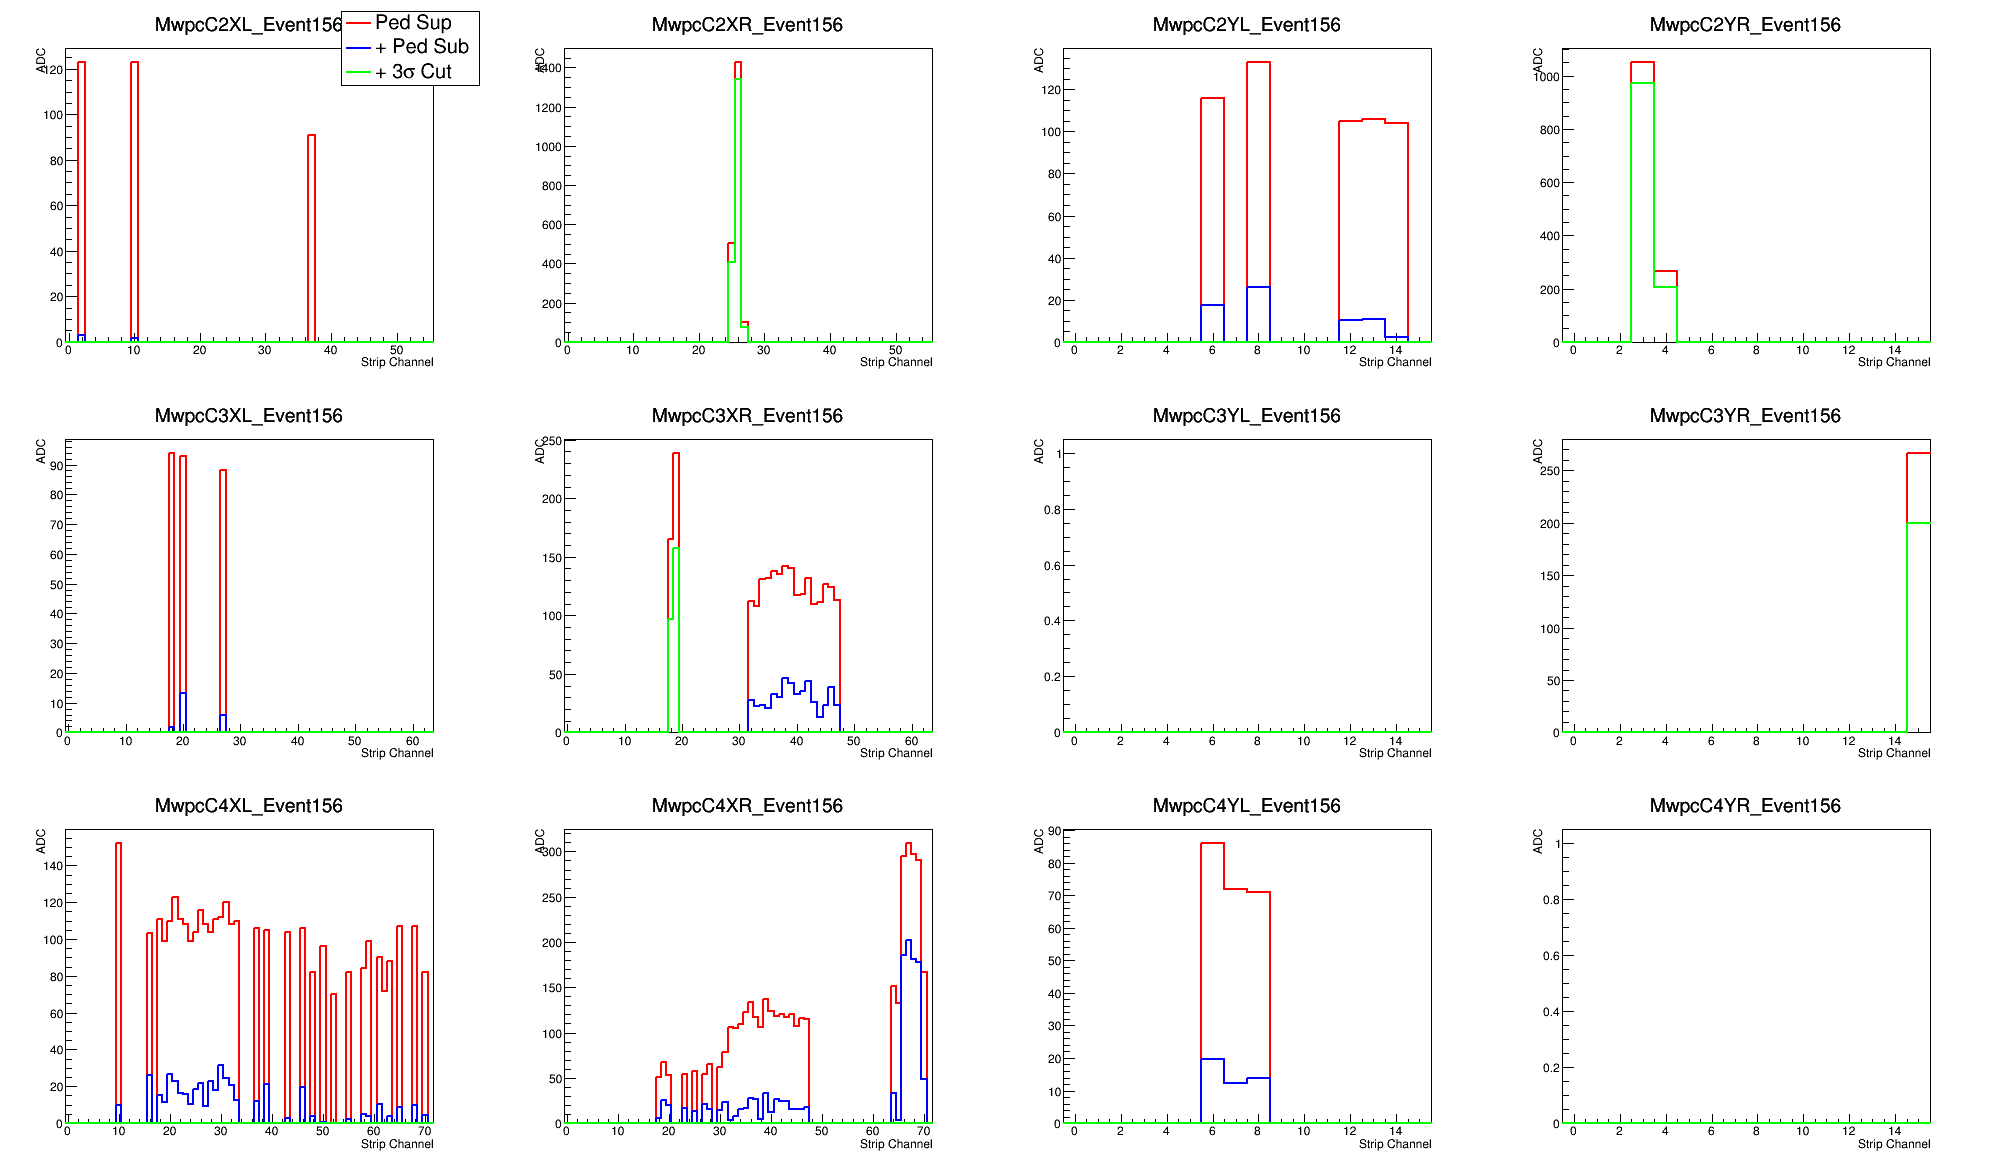 MwpcC2XL_Event156
Ped Sup
+ Ped Sub
+ 3σ Cut
ADC
120
100
80
60
40
20
0
0 10 20 30 40 50
Strip Channel
MwpcC2XR_Event156
ADC
1400
1200
1000
800
600
400
200
0
0 10 20 30 40 50
Strip Channel
MwpcC2YL_Event156
ADC
120
100
80
60
40
20
0
0 2 4 6 8 10 12 14
Strip Channel
MwpcC2YR_Event156
ADC
1000
800
600
400
200
0
0 2 4 6 8 10 12 14
Strip Channel
MwpcC3XL_Event156
ADC
90
80
70
60
50
40
30
20
10
0
0 10 20 30 40 50 60
Strip Channel
MwpcC3XR_Event156
ADC
250
200
150
100
50
0
0 10 20 30 40 50 60
Strip Channel
MwpcC3YL_Event156
ADC
1
0.8
0.6
0.4
0.2
0
0 2 4 6 8 10 12 14
Strip Channel
MwpcC3YR_Event156
ADC
250
200
150
100
50
0
0 2 4 6 8 10 12 14
Strip Channel
MwpcC4XL_Event156
ADC
140
120
100
80
60
40
20
0
0 10 20 30 40 50 60 70
Strip Channel
MwpcC4XR_Event156
ADC
300
250
200
150
100
50
0
0 10 20 30 40 50 60 70
Strip Channel
MwpcC4YL_Event156
ADC
90
80
70
60
50
40
30
20
10
0
0 2 4 6 8 10 12 14
Strip Channel
MwpcC4YR_Event156
ADC
1
0.8
0.6
0.4
0.2
0
0 2 4 6 8 10 12 14
Strip Channel